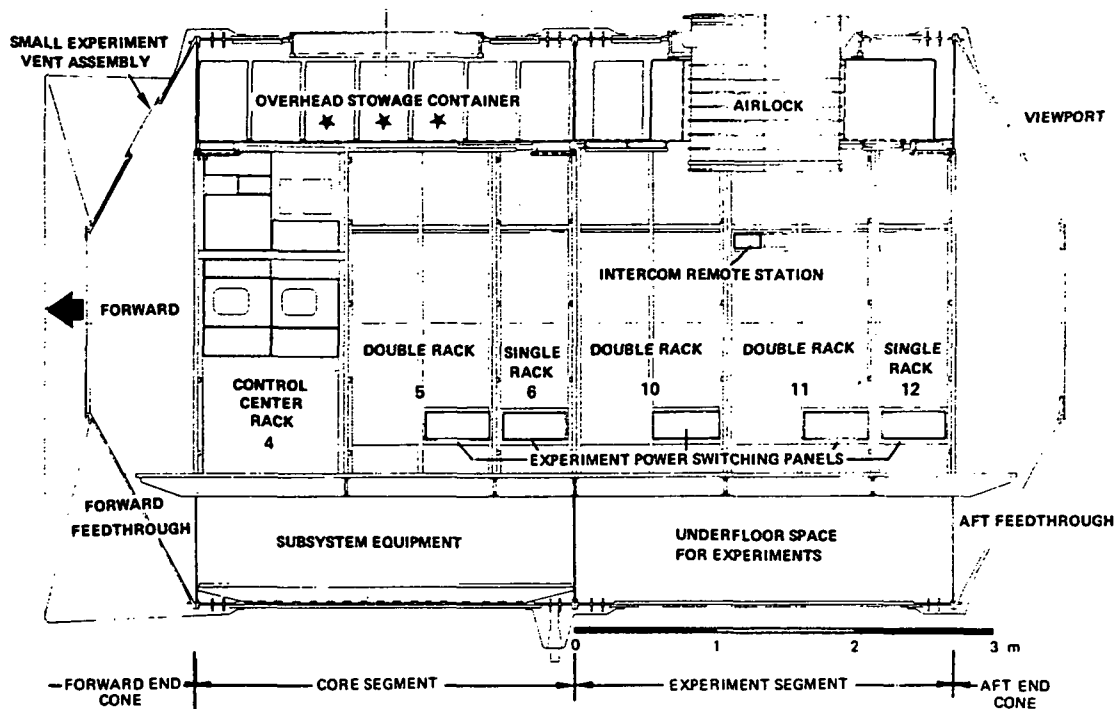 SMALL EXPERIMENT
VENT ASSEMBLY
OVERHEAD STOWAGE CONTAINER
AIRLOCK
VIEWPORT
INTERCOM REMOTE STATION
FORWARD
DOUBLE RACK
5
SINGLE
RACK
6
DOUBLE RACK
10
DOUBLE RACK
11
SINGLE
RACK
12
CONTROL
CENTER
RACK
4
EXPERIMENT POWER SWITCHING PANELS
FORWARD
FEEDTHROUGH
SUBSYSTEM EQUIPMENT
UNDERFLOOR SPACE
FOR EXPERIMENTS
AFT FEEDTHROUGH
0 1 2 3 m
FORWARD END
CONE
CORE SEGMENT
EXPERIMENT SEGMENT
AFT END
CONE